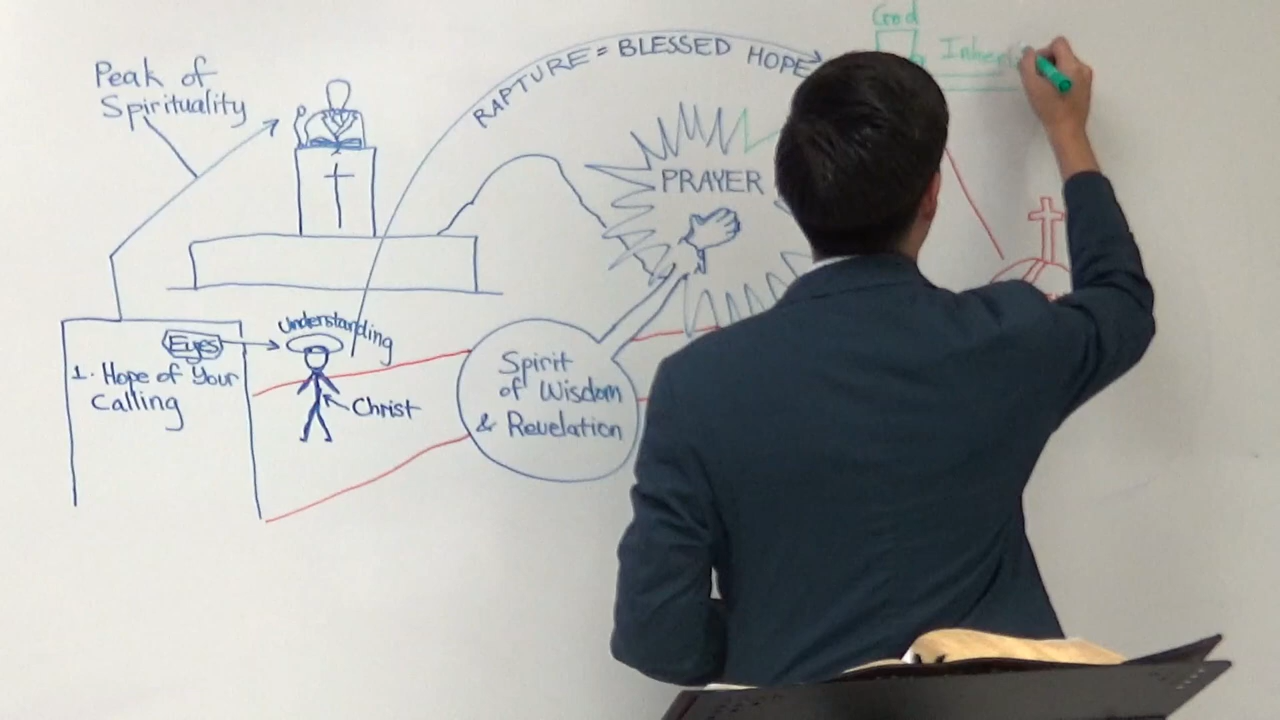 Peak of
Spirituality
RAPTURE = BLESSED HOPE
God
PRAYER
Eyes
Understanding
1. Hope of Your
Calling
Christ
Spirit
of Wisdom
& Revelation